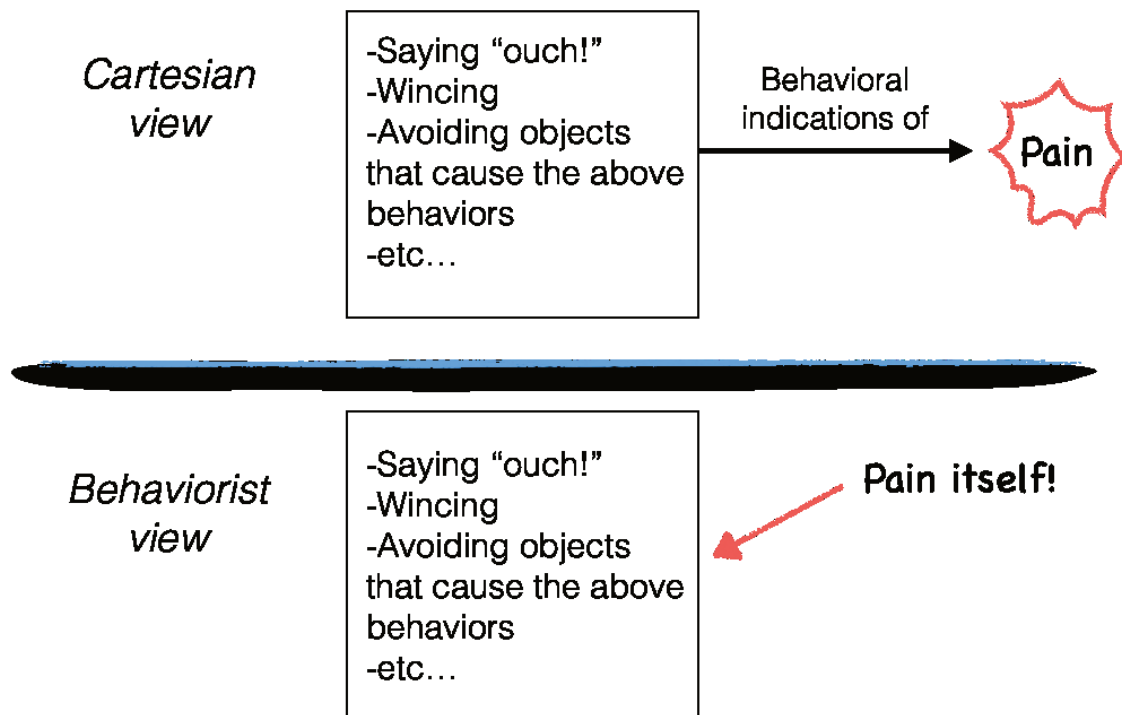 Cartesian
view
-Saying “ouch!”
-Wincing
-Avoiding objects
that cause the above
behaviors
-etc…
Behavioral
indications of
Pain
Behaviorist
view
-Saying “ouch!”
-Wincing
-Avoiding objects
that cause the above
behaviors
-etc…
Pain itself!